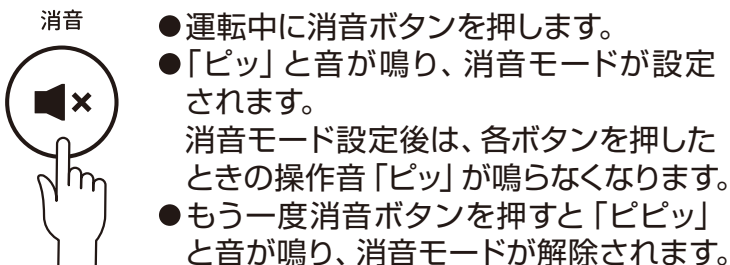 消音
●運転中に消音ボタンを押します。
●「ピッ」と音が鳴り、消音モードが設定
されます。
消音モード設定後は、各ボタンを押した
ときの操作音「ピッ」が鳴らなくなります。
●もう一度消音ボタンを押すと「ピピッ」
と音が鳴り、消音モードが解除されます。